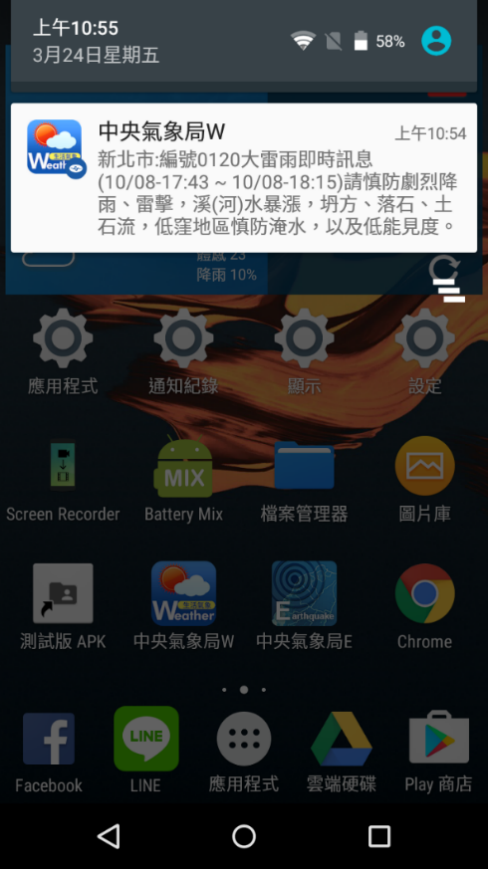 上午10:55
58%
3月24日星期五
中央氣象局W
上午10:54
新北市:編號0120大雷雨即時訊息
(10/08-17:43 ~ 10/08-18:15)請慎防劇烈降
雨、雷擊，溪(河)水暴漲，坍方、落石、土
石流，低窪地區慎防淹水，以及低能見度。
體感 23
降雨 10%
應用程式 通知紀錄 顯示 設定
MIX
Screen Recorder Battery Mix 檔案管理器 圖片庫
Weather Earthquake
測試版 APK 中央氣象局W 中央氣象局E Chrome
LINE
Facebook LINE 應用程式 雲端硬碟 Play 商店